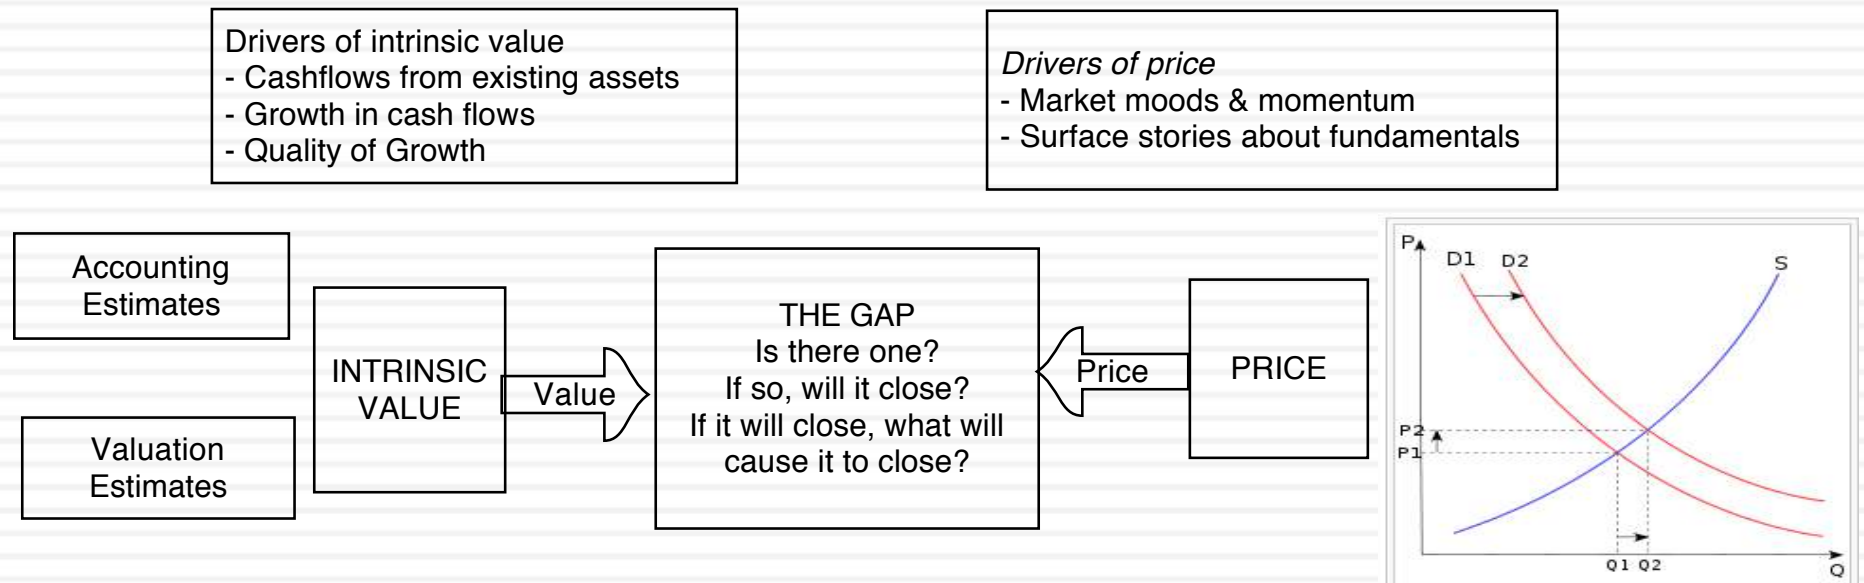 Drivers of intrinsic value
- Cashflows from existing assets
- Growth in cash flows
- Quality of Growth
Drivers of price
- Market moods & momentum
- Surface stories about fundamentals
Accounting
Estimates
Valuation
Estimates
INTRINSIC
VALUE
Value
THE GAP
Is there one?
If so, will it close?
If it will close, what will
cause it to close?
Price
PRICE
P
D1
D2
S
P2
P1
Q1
Q2
Q